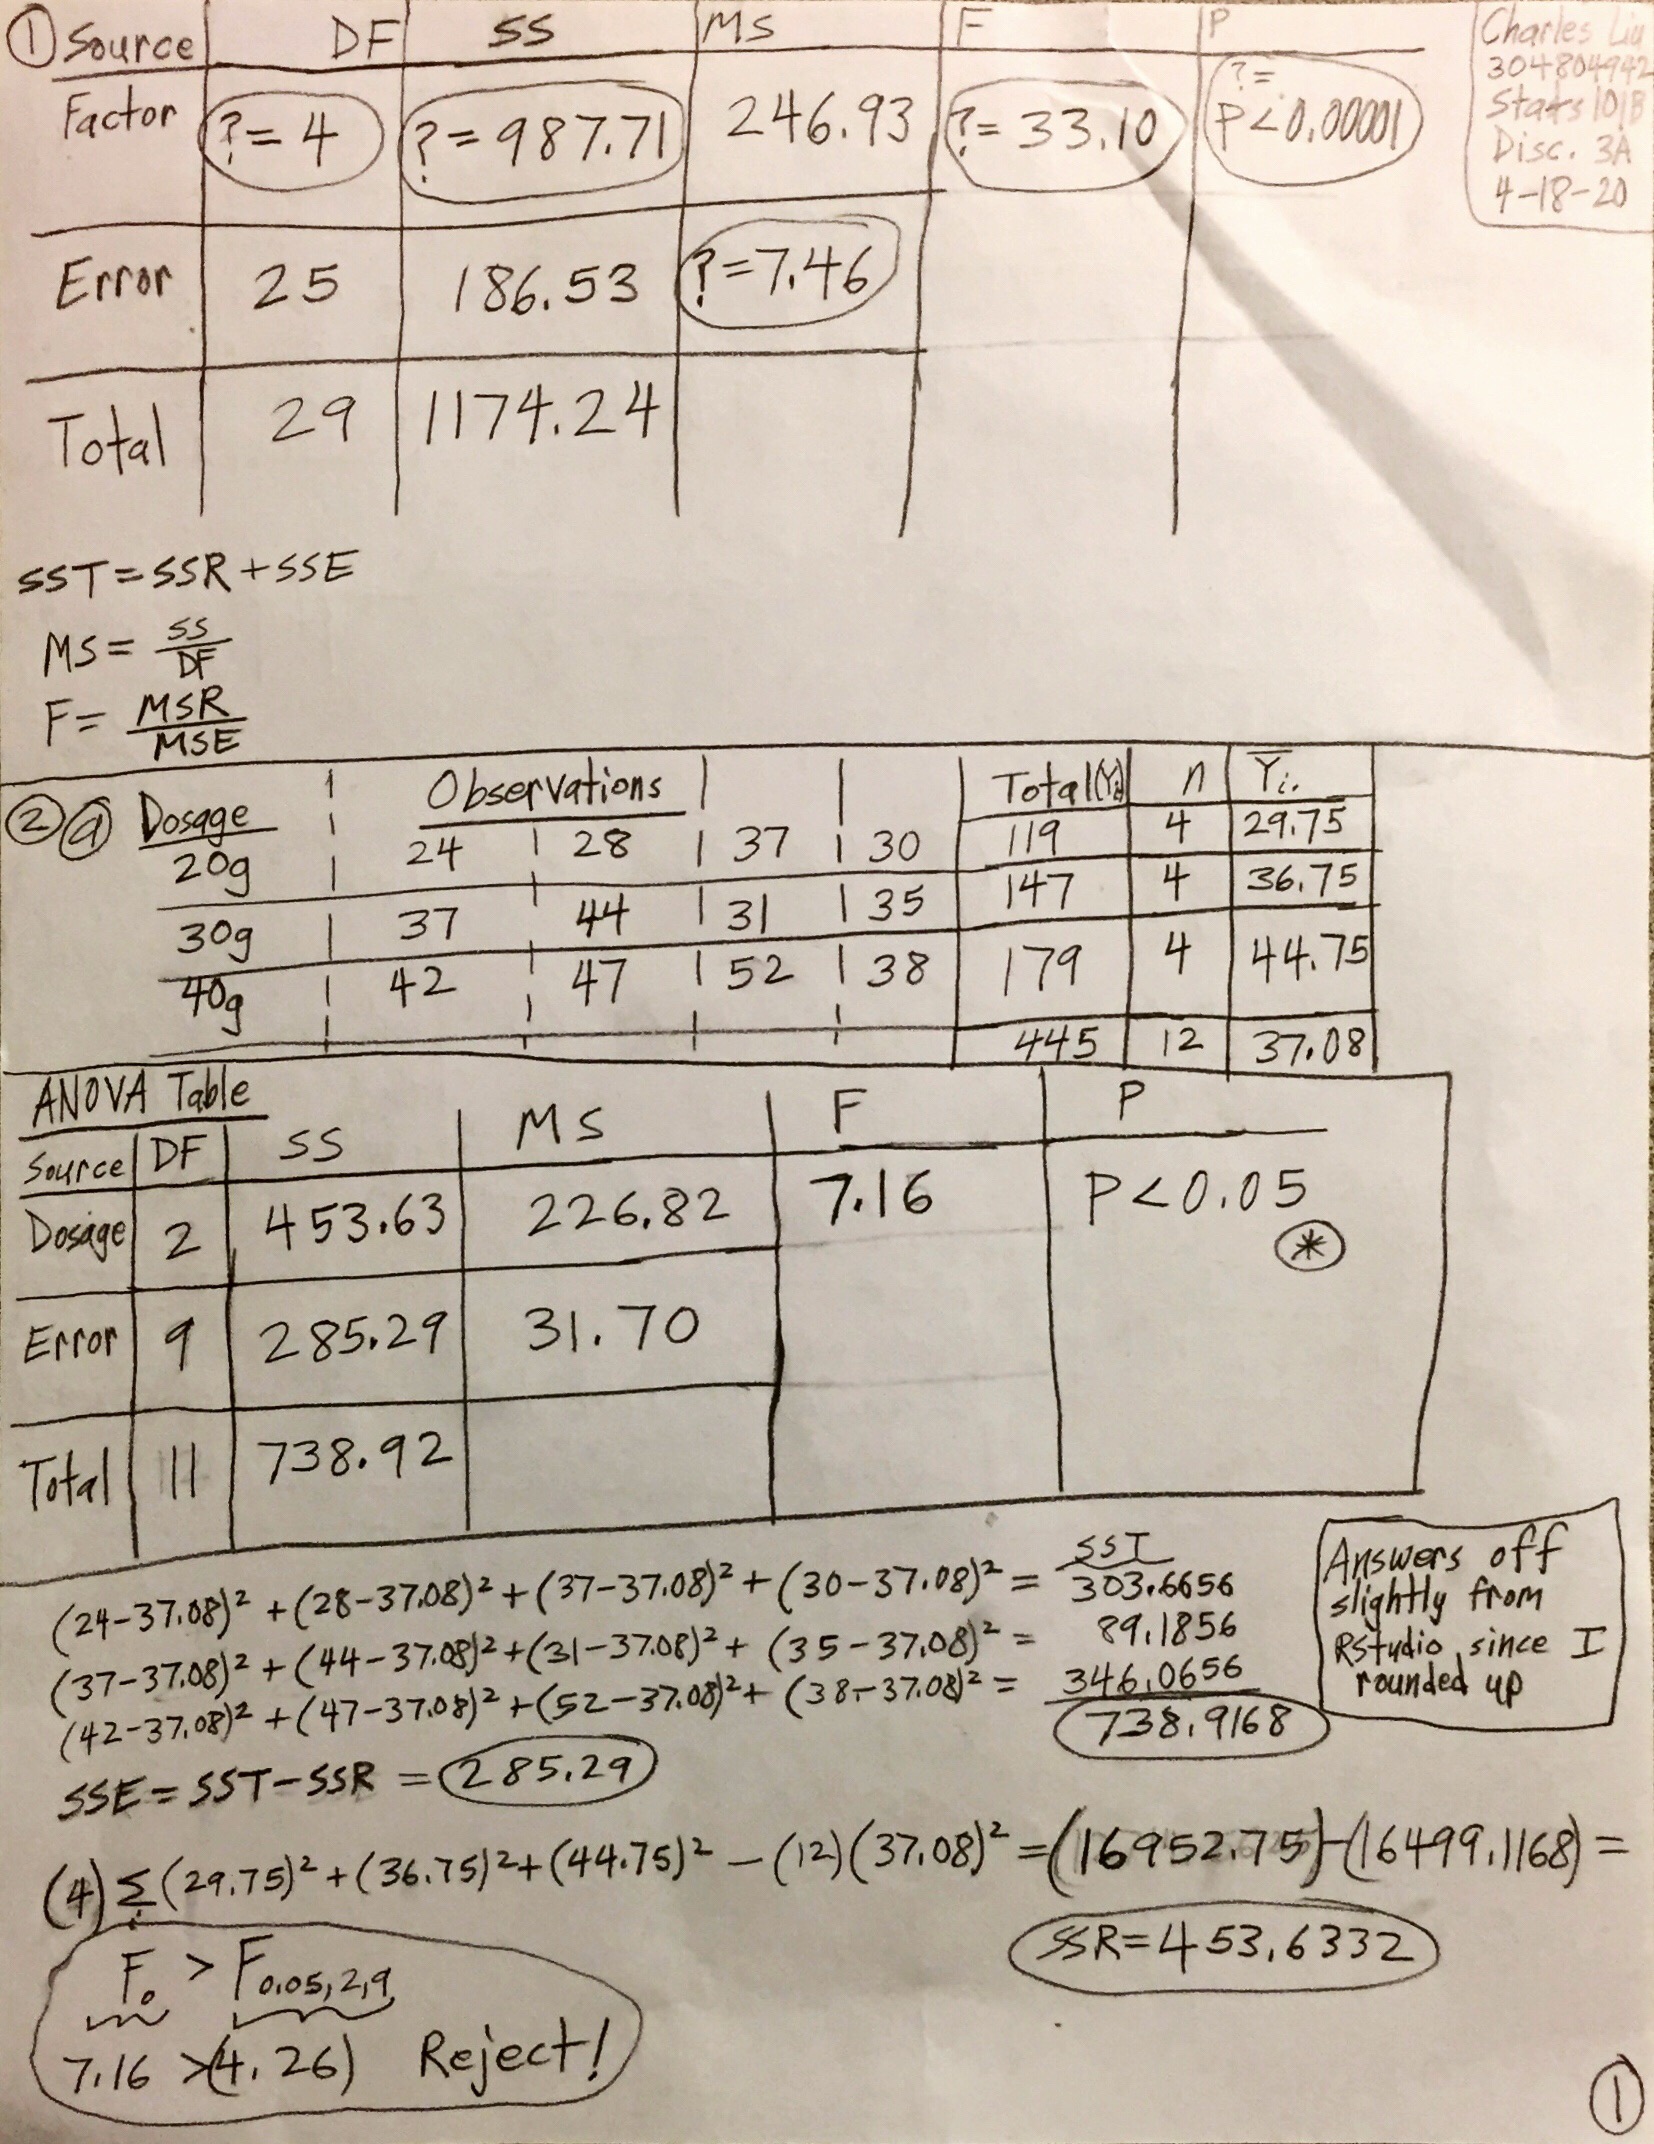 ① Source DF SS MS F P
Factor ?=4 ?=987.71 246.93 ?=33.10 ?= P<0.00001
Error 25 186.53 ?=7.46
Total 29 1174.24
Charles Liu
304804942
Stats 101B
Disc. 3A
4-18-20
SST=SSR+SSE
MS= SS/DF
F= MSR/MSE
② ⓐ Dosage Observations Total(Yi.) n Ȳi.
20g 24 28 37 30 119 4 29.75
30g 37 44 31 35 147 4 36.75
40g 42 47 52 38 179 4 44.75
445 12 37.08
ANOVA Table
Source DF SS MS F P
Dosage 2 453.63 226.82 7.16 P<0.05
*
Error 9 285.29 31.70
Total 11 738.92
SST
(24-37.08)² +(28-37.08)² +(37-37.08)² +(30-37.08)² = 303.6656
(37-37.08)² +(44-37.08)² +(31-37.08)² + (35-37.08)² = 89.1856
(42-37.08)² +(47-37.08)² +(52-37.08)² + (38-37.08)² = 346.0656
738.9168
Answers off
slightly from
RStudio since I
rounded up
SSE = SST-SSR = 285.29
(4) Σi (29.75)² +(36.75)² +(44.75)² - (12)(37.08)² =(16952.75)-(16499.1168) =
SSR=453.6332
F₀ > F0.05,2,9
7.16 >(4.26) Reject!
①